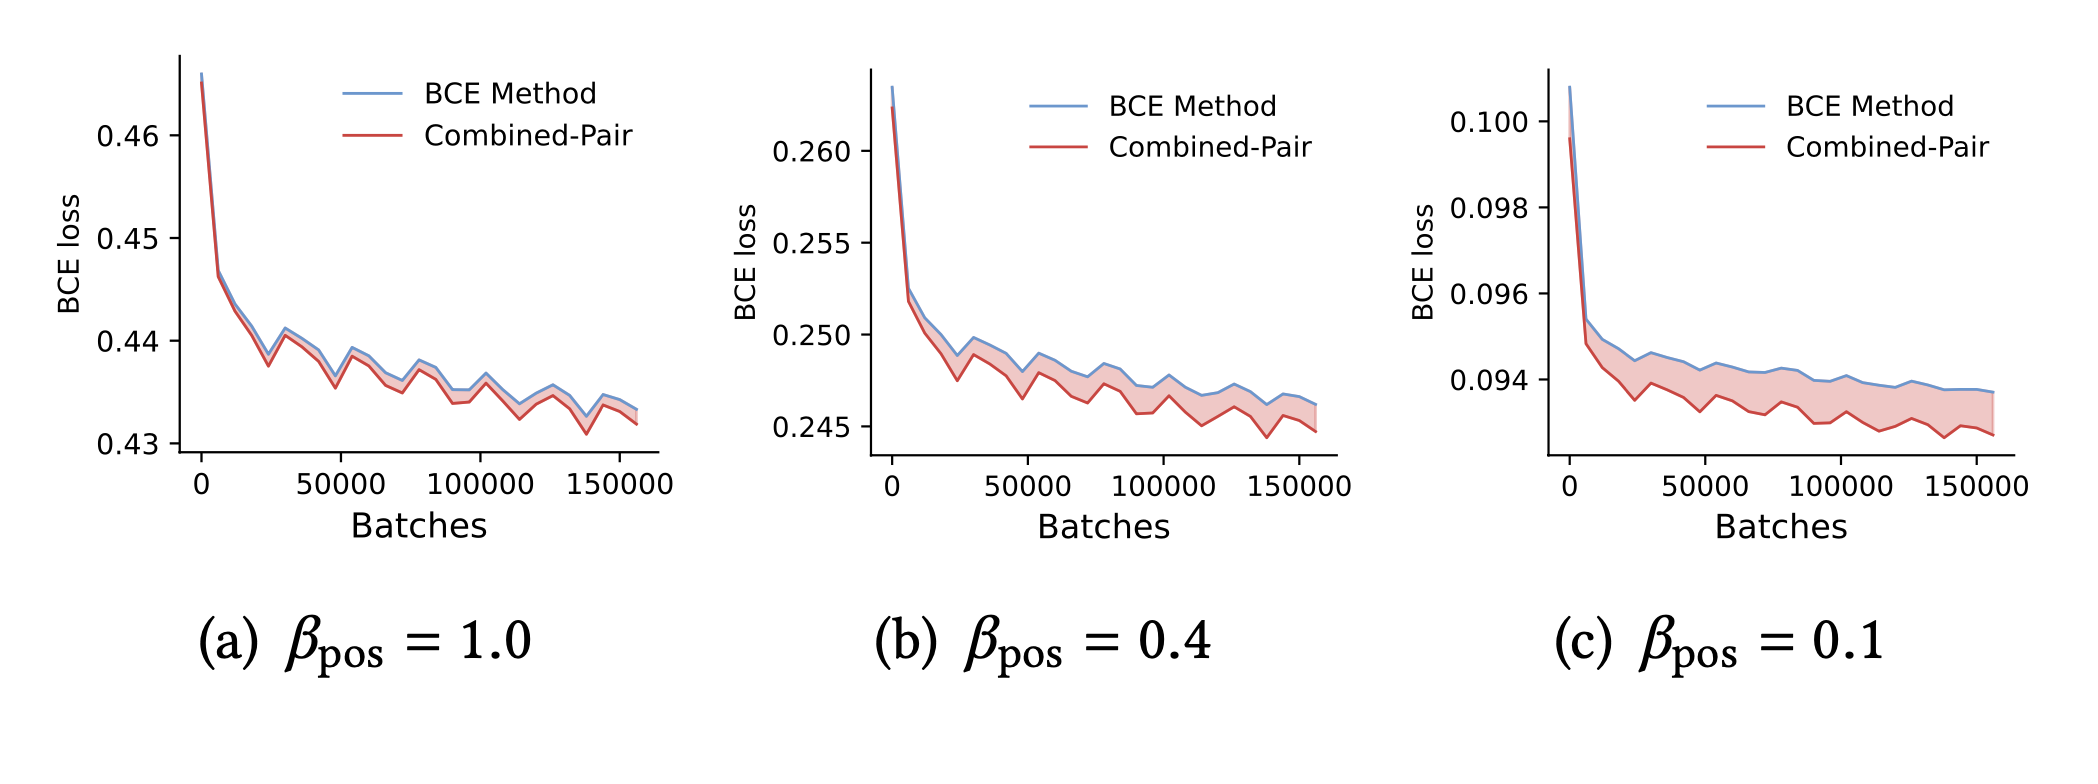 BCE Method
Combined-Pair
0.46
0.45
0.44
0.43
BCE loss
0 50000 100000 150000
Batches
(a) βpos = 1.0
BCE Method
Combined-Pair
0.260
0.255
0.250
0.245
BCE loss
0 50000 100000 150000
Batches
(b) βpos = 0.4
BCE Method
Combined-Pair
0.100
0.098
0.096
0.094
BCE loss
0 50000 100000 150000
Batches
(c) βpos = 0.1